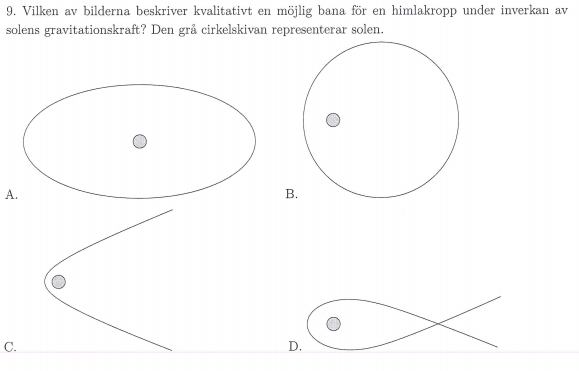 9. Vilken av bilderna beskriver kvalitativt en möjlig bana för en himlakropp under inverkan av
solens gravitationskraft? Den grå cirkelskivan representerar solen.
A.
B.
C.
D.